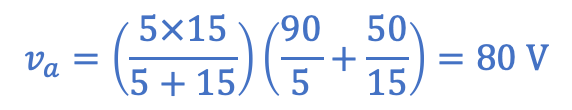 v_a = (5×15 / 5 + 15) (90/5 + 50/15) = 80 V